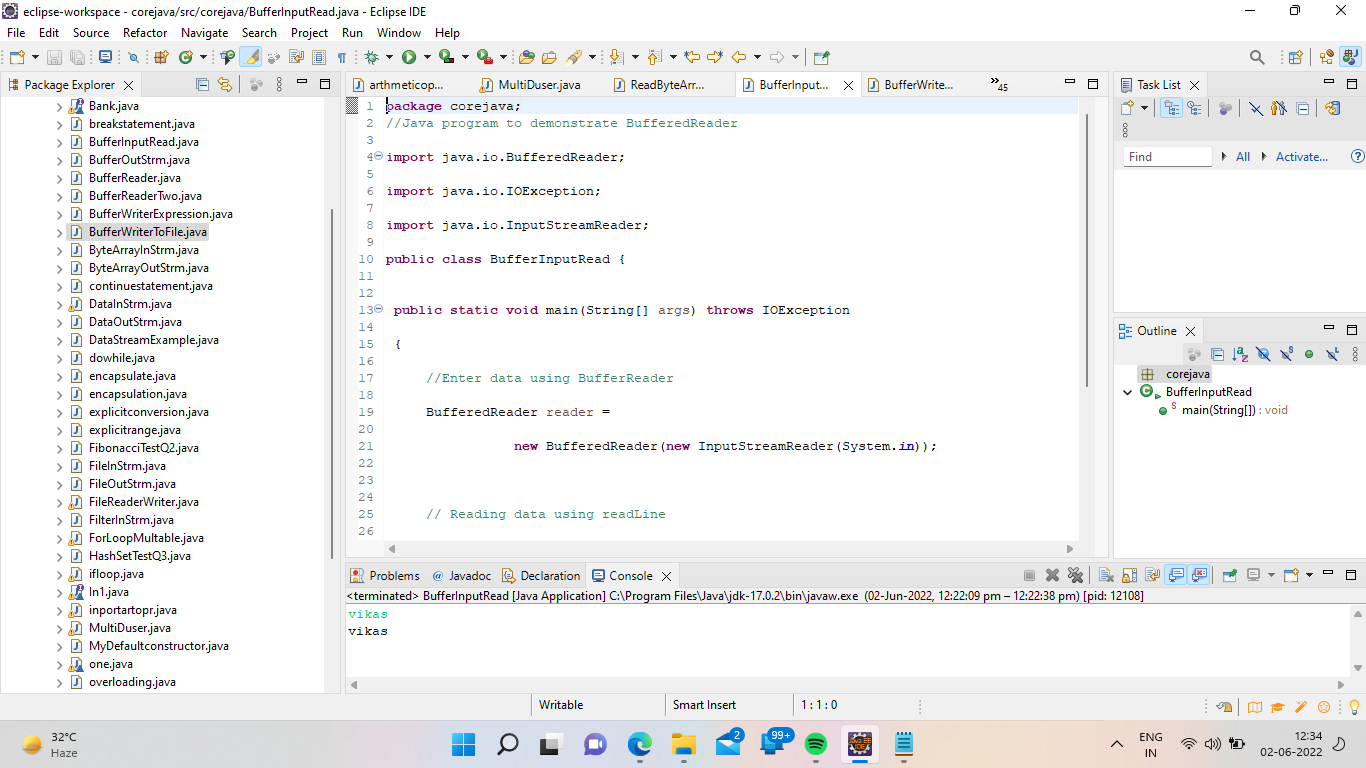 eclipse-workspace - corejava/src/corejava/BufferInputRead.java - Eclipse IDE
File Edit Source Refactor Navigate Search Project Run Window Help
Package Explorer
Bank.java
breakstatement.java
BufferInputRead.java
BufferOutStrm.java
BufferReader.java
BufferReaderTwo.java
BufferWriterExpression.java
BufferWriterToFile.java
ByteArrayInStrm.java
ByteArrayOutStrm.java
continuestatement.java
DataInStrm.java
DataOutStrm.java
DataStreamExample.java
dowhile.java
encapsulate.java
encapsulation.java
explicitconversion.java
explicitrange.java
FibonacciTestQ2.java
FileInStrm.java
FileOutStrm.java
FileReaderWriter.java
FilterInStrm.java
ForLoopMultable.java
HashSetTestQ3.java
ifloop.java
In1.java
inportartopr.java
MultiDuser.java
MyDefaultconstructor.java
one.java
overloading.java
arthmeticop... MultiDuser.java ReadByteArr... BufferInput... BufferWrite... 45
1 package corejava;
2 //Java program to demonstrate BufferedReader
3
4 import java.io.BufferedReader;
5
6 import java.io.IOException;
7
8 import java.io.InputStreamReader;
9
10 public class BufferInputRead {
11
12
13 public static void main(String[] args) throws IOException
14
15 {
16
17 //Enter data using BufferReader
18
19 BufferedReader reader =
20
21 new BufferedReader(new InputStreamReader(System.in));
22
23
24
25 // Reading data using readLine
26
Task List
Find All Activate...
Outline
corejava
BufferInputRead
main(String[]) : void
Problems Javadoc Declaration Console
<terminated> BufferInputRead [Java Application] C:\Program Files\Java\jdk-17.0.2\bin\javaw.exe (02-Jun-2022, 12:22:09 pm – 12:22:38 pm) [pid: 12108]
vikas
vikas
Writable Smart Insert 1 : 1 : 0
32°C
Haze
2
99+
ENG
IN
12:34
02-06-2022